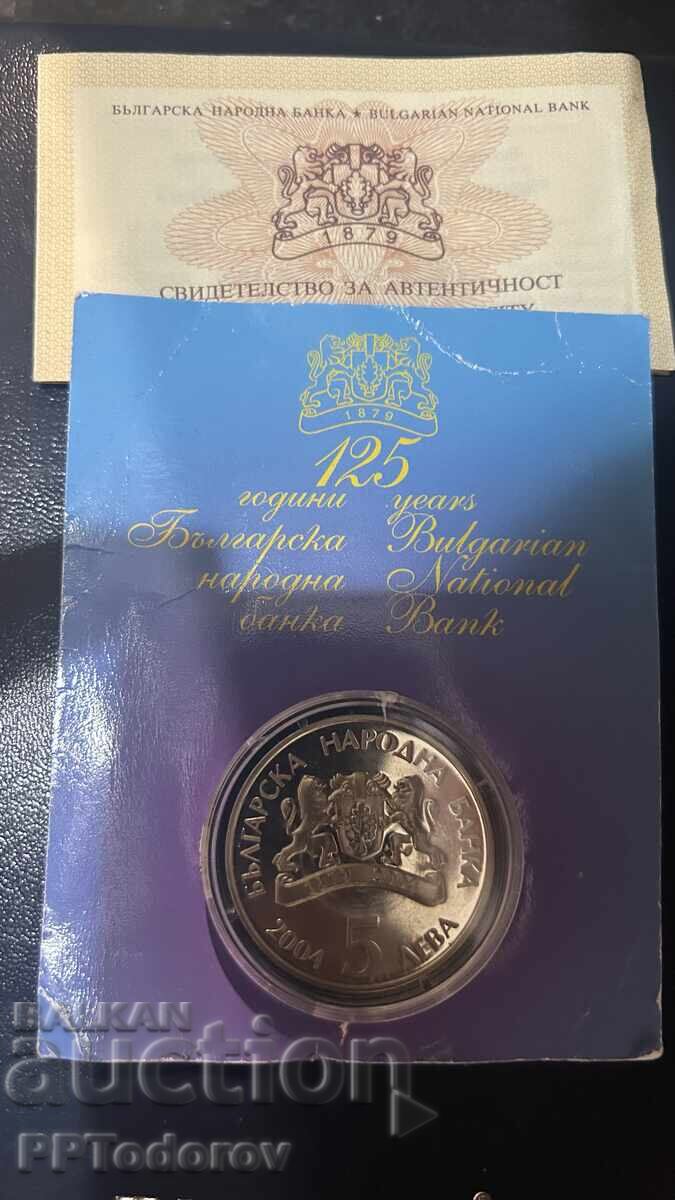 БЪЛГАРСКА НАРОДНА БАНКА ★ BULGARIAN NATIONAL BANK
1879
СВИДЕТЕЛСТВО ЗА АВТЕНТИЧНОСТ
1879
125
години years
Българска Bulgarian
народна National
банка Bank
БЪЛГАРСКА НАРОДНА БАНКА
2004 5 ЛЕВА
BALKAN
auction
PPTodorov